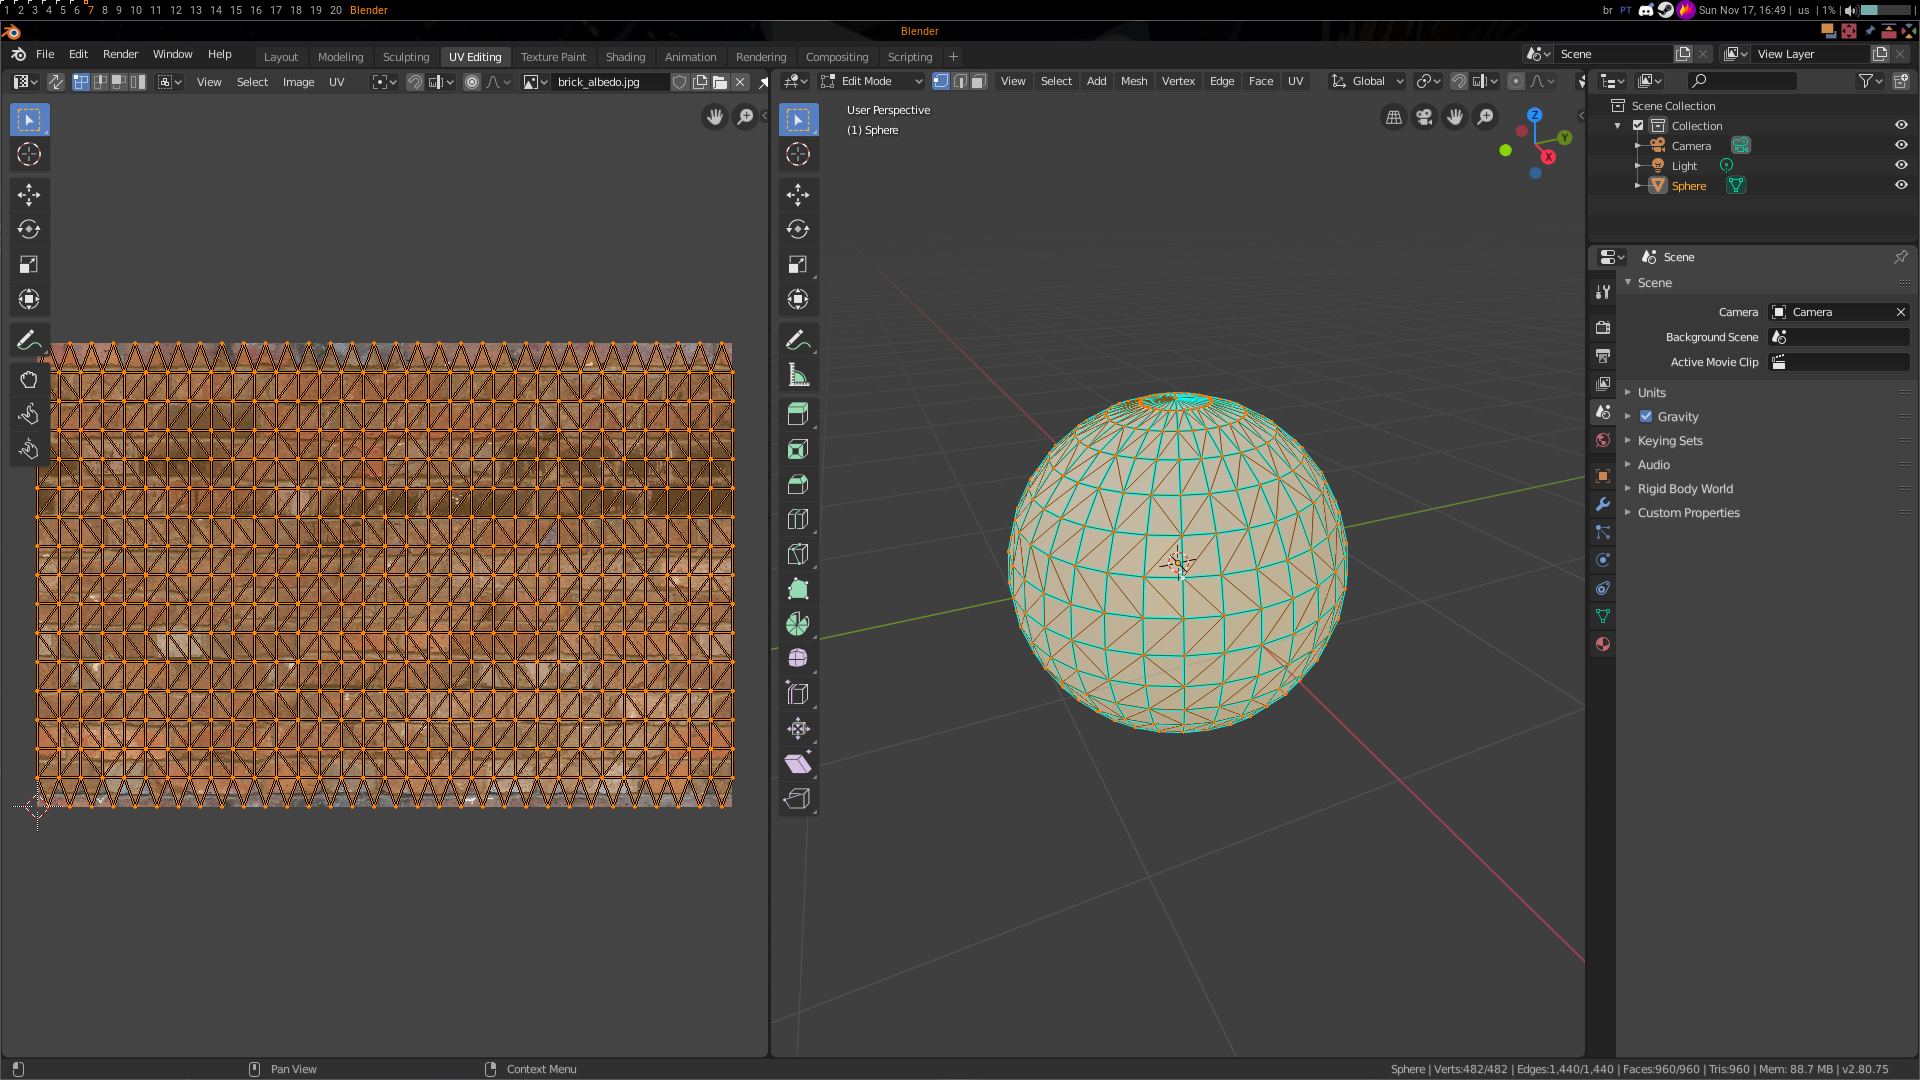 1 2 3 4 5 6 7 8 9 10 11 12 13 14 15 16 17 18 19 20 Blender
br PT Sun Nov 17, 16:49 | us | 1% |
Blender
File Edit Render Window Help
Layout Modeling Sculpting UV Editing Texture Paint Shading Animation Rendering Compositing Scripting +
Scene
View Layer
View Select Image UV
brick_albedo.jpg
Edit Mode
View Select Add Mesh Vertex Edge Face UV
Global
User Perspective
(1) Sphere
Z
Y
X
Scene Collection
Collection
Camera
Light
Sphere
Scene
Scene
Camera Camera
Background Scene
Active Movie Clip
Units
Gravity
Keying Sets
Audio
Rigid Body World
Custom Properties
Pan View
Context Menu
Sphere | Verts:482/482 | Edges:1,440/1,440 | Faces:960/960 | Tris:960 | Mem: 88.7 MB | v2.80.75